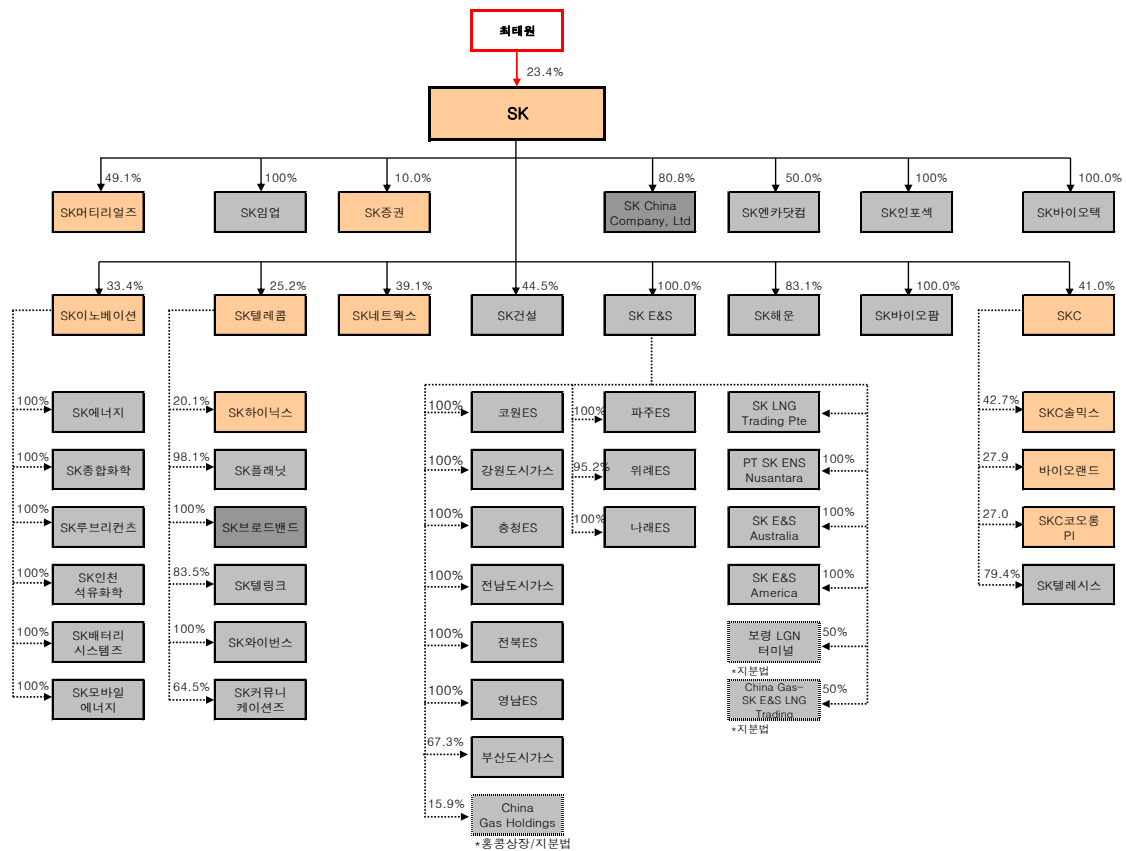 최태원
23.4%
SK
49.1%
100%
10.0%
80.8%
50.0%
100%
100.0%
SK머티리얼즈
SK임업
SK증권
SK China
Company, Ltd
SK엔카닷컴
SK인포섹
SK바이오텍
33.4%
25.2%
39.1%
44.5%
100.0%
83.1%
100.0%
41.0%
SK이노베이션
SK텔레콤
SK네트웍스
SK건설
SK E&S
SK해운
SK바이오팜
SKC
100%
SK에너지
100%
SK종합화학
100%
SK루브리컨츠
100%
SK인천
석유화학
100%
SK배터리
시스템즈
100%
SK모바일
에너지
20.1%
SK하이닉스
98.1%
SK플래닛
100%
SK브로드밴드
83.5%
SK텔링크
100%
SK와이번스
64.5%
SK커뮤니
케이션즈
100%
코원ES
100%
강원도시가스
100%
충청ES
100%
전남도시가스
100%
전북ES
100%
영남ES
67.3%
부산도시가스
15.9%
China
Gas Holdings
*홍콩상장/지분법
100%
파주ES
95.2%
위례ES
100%
나래ES
SK LNG
Trading Pte
PT SK ENS
Nusantara
100%
SK E&S
Australia
100%
SK E&S
America
100%
보령 LGN
터미널
50%
*지분법
China Gas-
SK E&S LNG
Trading
50%
*지분법
42.7%
SKC솔믹스
27.9
바이오랜드
27.0
SKC코오롱
PI
79.4%
SK텔레시스